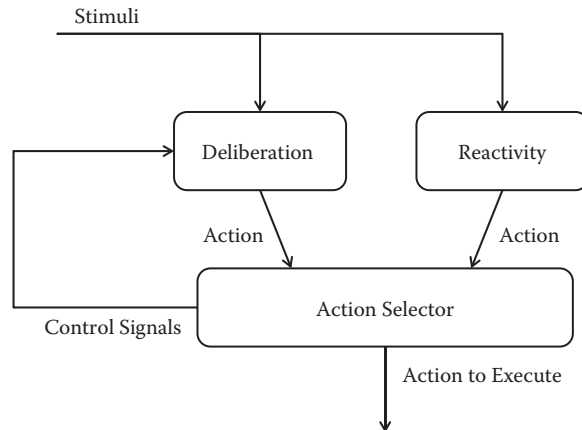 Stimuli
Deliberation
Reactivity
Action
Action
Action Selector
Control Signals
Action to Execute